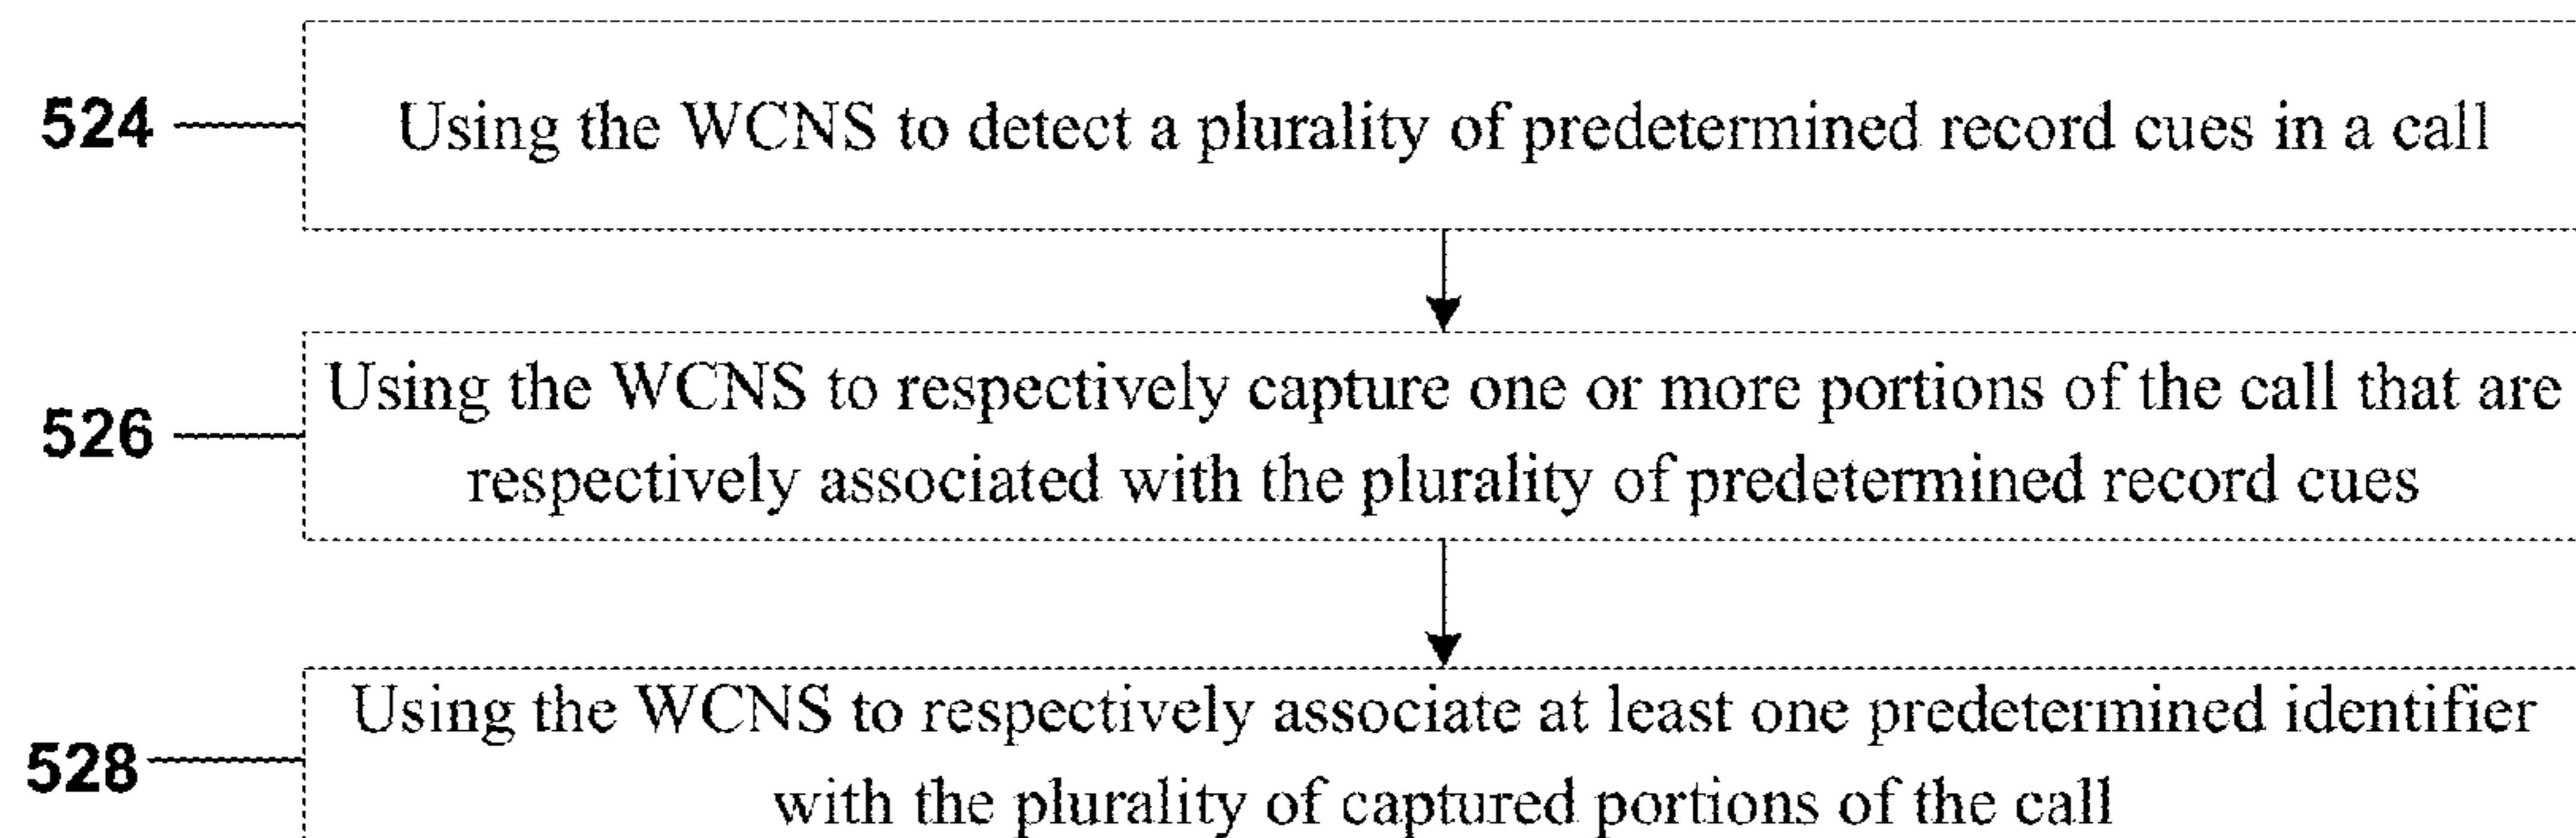 524
Using the WCNS to detect a plurality of predetermined record cues in a call
526
Using the WCNS to respectively capture one or more portions of the call that are
respectively associated with the plurality of predetermined record cues
528
Using the WCNS to respectively associate at least one predetermined identifier
with the plurality of captured portions of the call